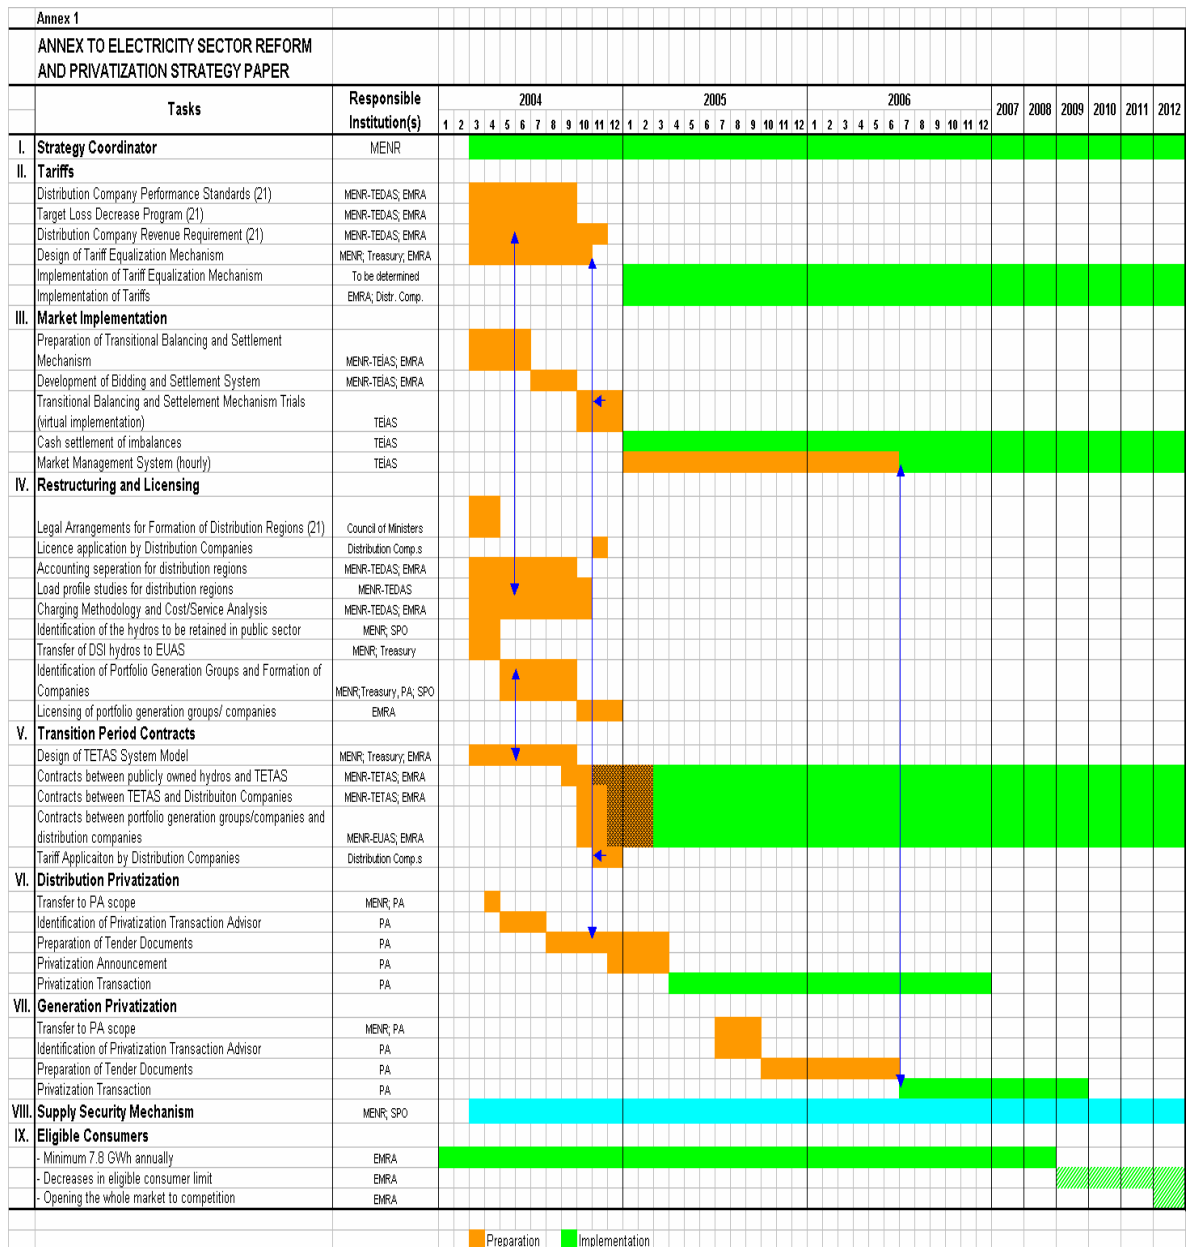 Annex 1
ANNEX TO ELECTRICITY SECTOR REFORM
AND PRIVATIZATION STRATEGY PAPER
Tasks
Responsible
Institution(s)
2004 2005 2006 2007 2008 2009 2010 2011 2012
1 2 3 4 5 6 7 8 9 10 11 12 1 2 3 4 5 6 7 8 9 10 11 12 1 2 3 4 5 6 7 8 9 10 11 12
I. Strategy Coordinator MENR
II. Tariffs
Distribution Company Performance Standards (21) MENR-TEDAS; EMRA
Target Loss Decrease Program (21) MENR-TEDAS; EMRA
Distribution Company Revenue Requirement (21) MENR-TEDAS; EMRA
Design of Tariff Equalization Mechanism MENR; Treasury; EMRA
Implementation of Tariff Equalization Mechanism To be determined
Implementation of Tariffs EMRA; Distr. Comp.
III. Market Implementation
Preparation of Transitional Balancing and Settlement
Mechanism MENR-TEİAS; EMRA
Development of Bidding and Settlement System MENR-TEİAS; EMRA
Transitional Balancing and Settelement Mechanism Trials
(virtual implementation) TEİAS
Cash settlement of imbalances TEİAS
Market Management System (hourly) TEİAS
IV. Restructuring and Licensing
Legal Arrangements for Formation of Distribution Regions (21) Council of Ministers
Licence application by Distribution Companies Distribution Comp.s
Accounting seperation for distribution regions MENR-TEDAS; EMRA
Load profile studies for distribution regions MENR-TEDAS
Charging Methodology and Cost/Service Analysis MENR-TEDAS; EMRA
Identification of the hydros to be retained in public sector MENR; SPO
Transfer of DSI hydros to EUAS MENR; Treasury
Identification of Portfolio Generation Groups and Formation of
Companies MENR;Treasury, PA; SPO
Licensing of portfolio generation groups/ companies EMRA
V. Transition Period Contracts
Design of TETAS System Model MENR; Treasury; EMRA
Contracts between publicly owned hydros and TETAS MENR-TETAS; EMRA
Contracts between TETAS and Distribuiton Companies MENR-TETAS; EMRA
Contracts between portfolio generation groups/companies and
distribution companies MENR-EUAS; EMRA
Tariff Applicaiton by Distribution Companies Distribution Comp.s
VI. Distribution Privatization
Transfer to PA scope MENR; PA
Identification of Privatization Transaction Advisor PA
Preparation of Tender Documents PA
Privatization Announcement PA
Privatization Transaction PA
VII. Generation Privatization
Transfer to PA scope MENR; PA
Identification of Privatization Transaction Advisor PA
Preparation of Tender Documents PA
Privatization Transaction PA
VIII. Supply Security Mechanism MENR; SPO
IX. Eligible Consumers
- Minimum 7.8 GWh annually EMRA
- Decreases in eligible consumer limit EMRA
- Opening the whole market to competition EMRA
Preparation Implementation